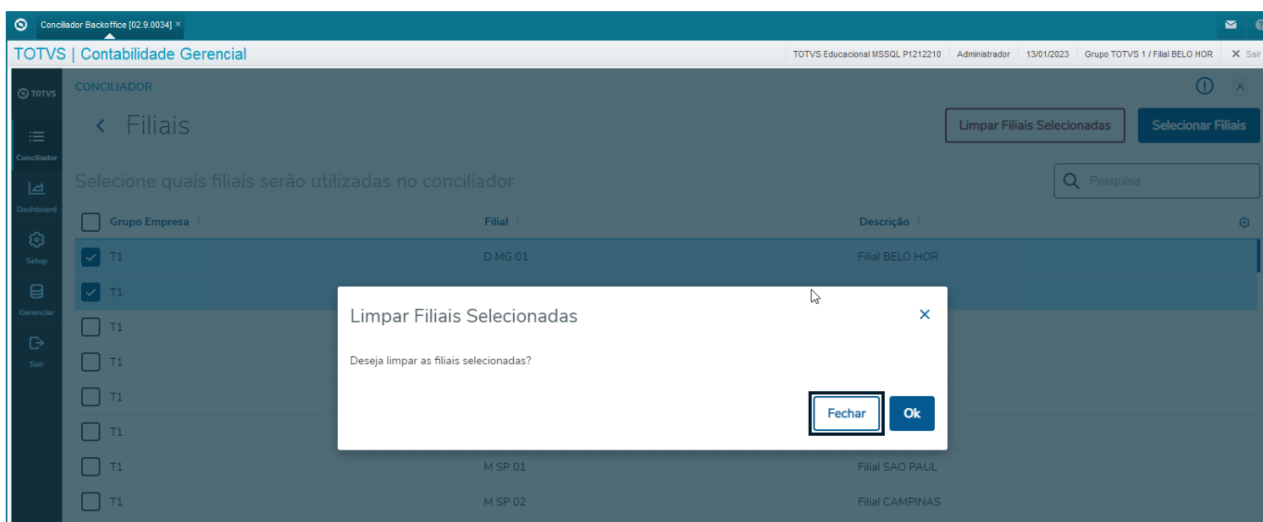 Conciliador Backoffice [02.9.0034] ×
TOTVS | Contabilidade Gerencial
TOTVS Educacional MSSQL P1212210 Administrador 13/01/2023 Grupo TOTVS 1 / Filial BELO HOR X Sair
TOTVS
CONCILIADOR
Filiais
Limpar Filiais Selecionadas
Selecionar Filiais
Conciliador
Selecione quais filiais serão utilizadas no conciliador
Pesquisa
Dashboard
Grupo Empresa Filial Descrição
Setup
T1 D MG 01 Filial BELO HOR
T1
Gerenciar
Limpar Filiais Selecionadas
T1
Sair
T1
Deseja limpar as filiais selecionadas?
T1
Fechar Ok
T1
T1 M SP 01 Filial SAO PAUL
T1 M SP 02 Filial CAMPINAS